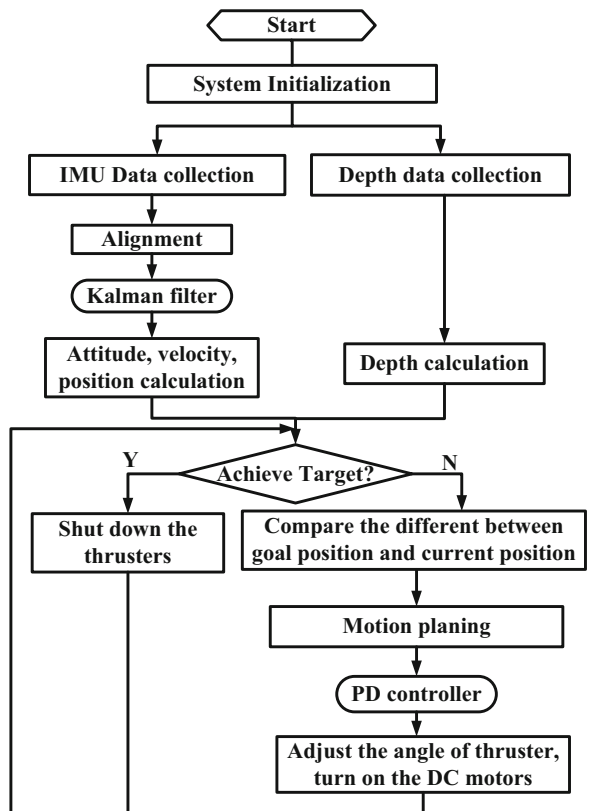 Start
System Initialization
IMU Data collection
Depth data collection
Alignment
Kalman filter
Attitude, velocity,
position calculation
Depth calculation
Achieve Target?
Y
N
Shut down the
thrusters
Compare the different between
goal position and current position
Motion planing
PD controller
Adjust the angle of thruster,
turn on the DC motors